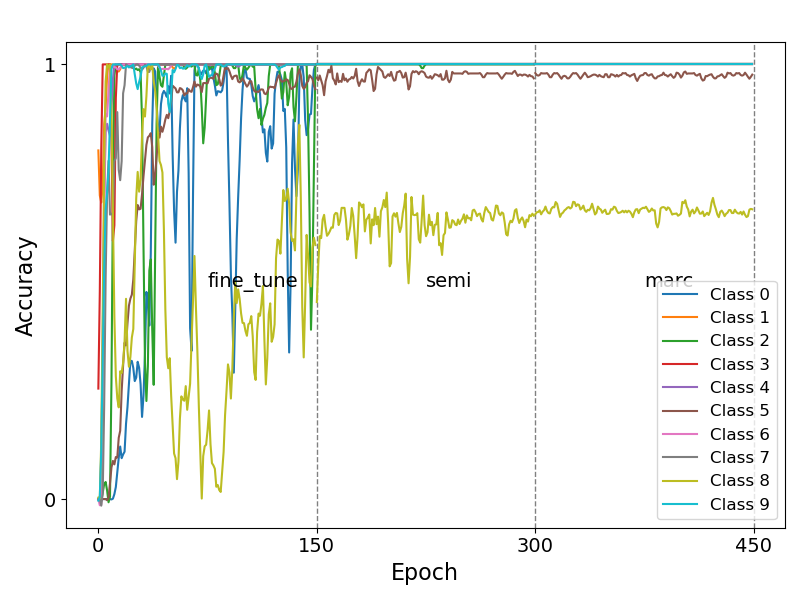 1
0
Accuracy
fine_tune
semi
marc
Class 0
Class 1
Class 2
Class 3
Class 4
Class 5
Class 6
Class 7
Class 8
Class 9
0 150 300 450
Epoch